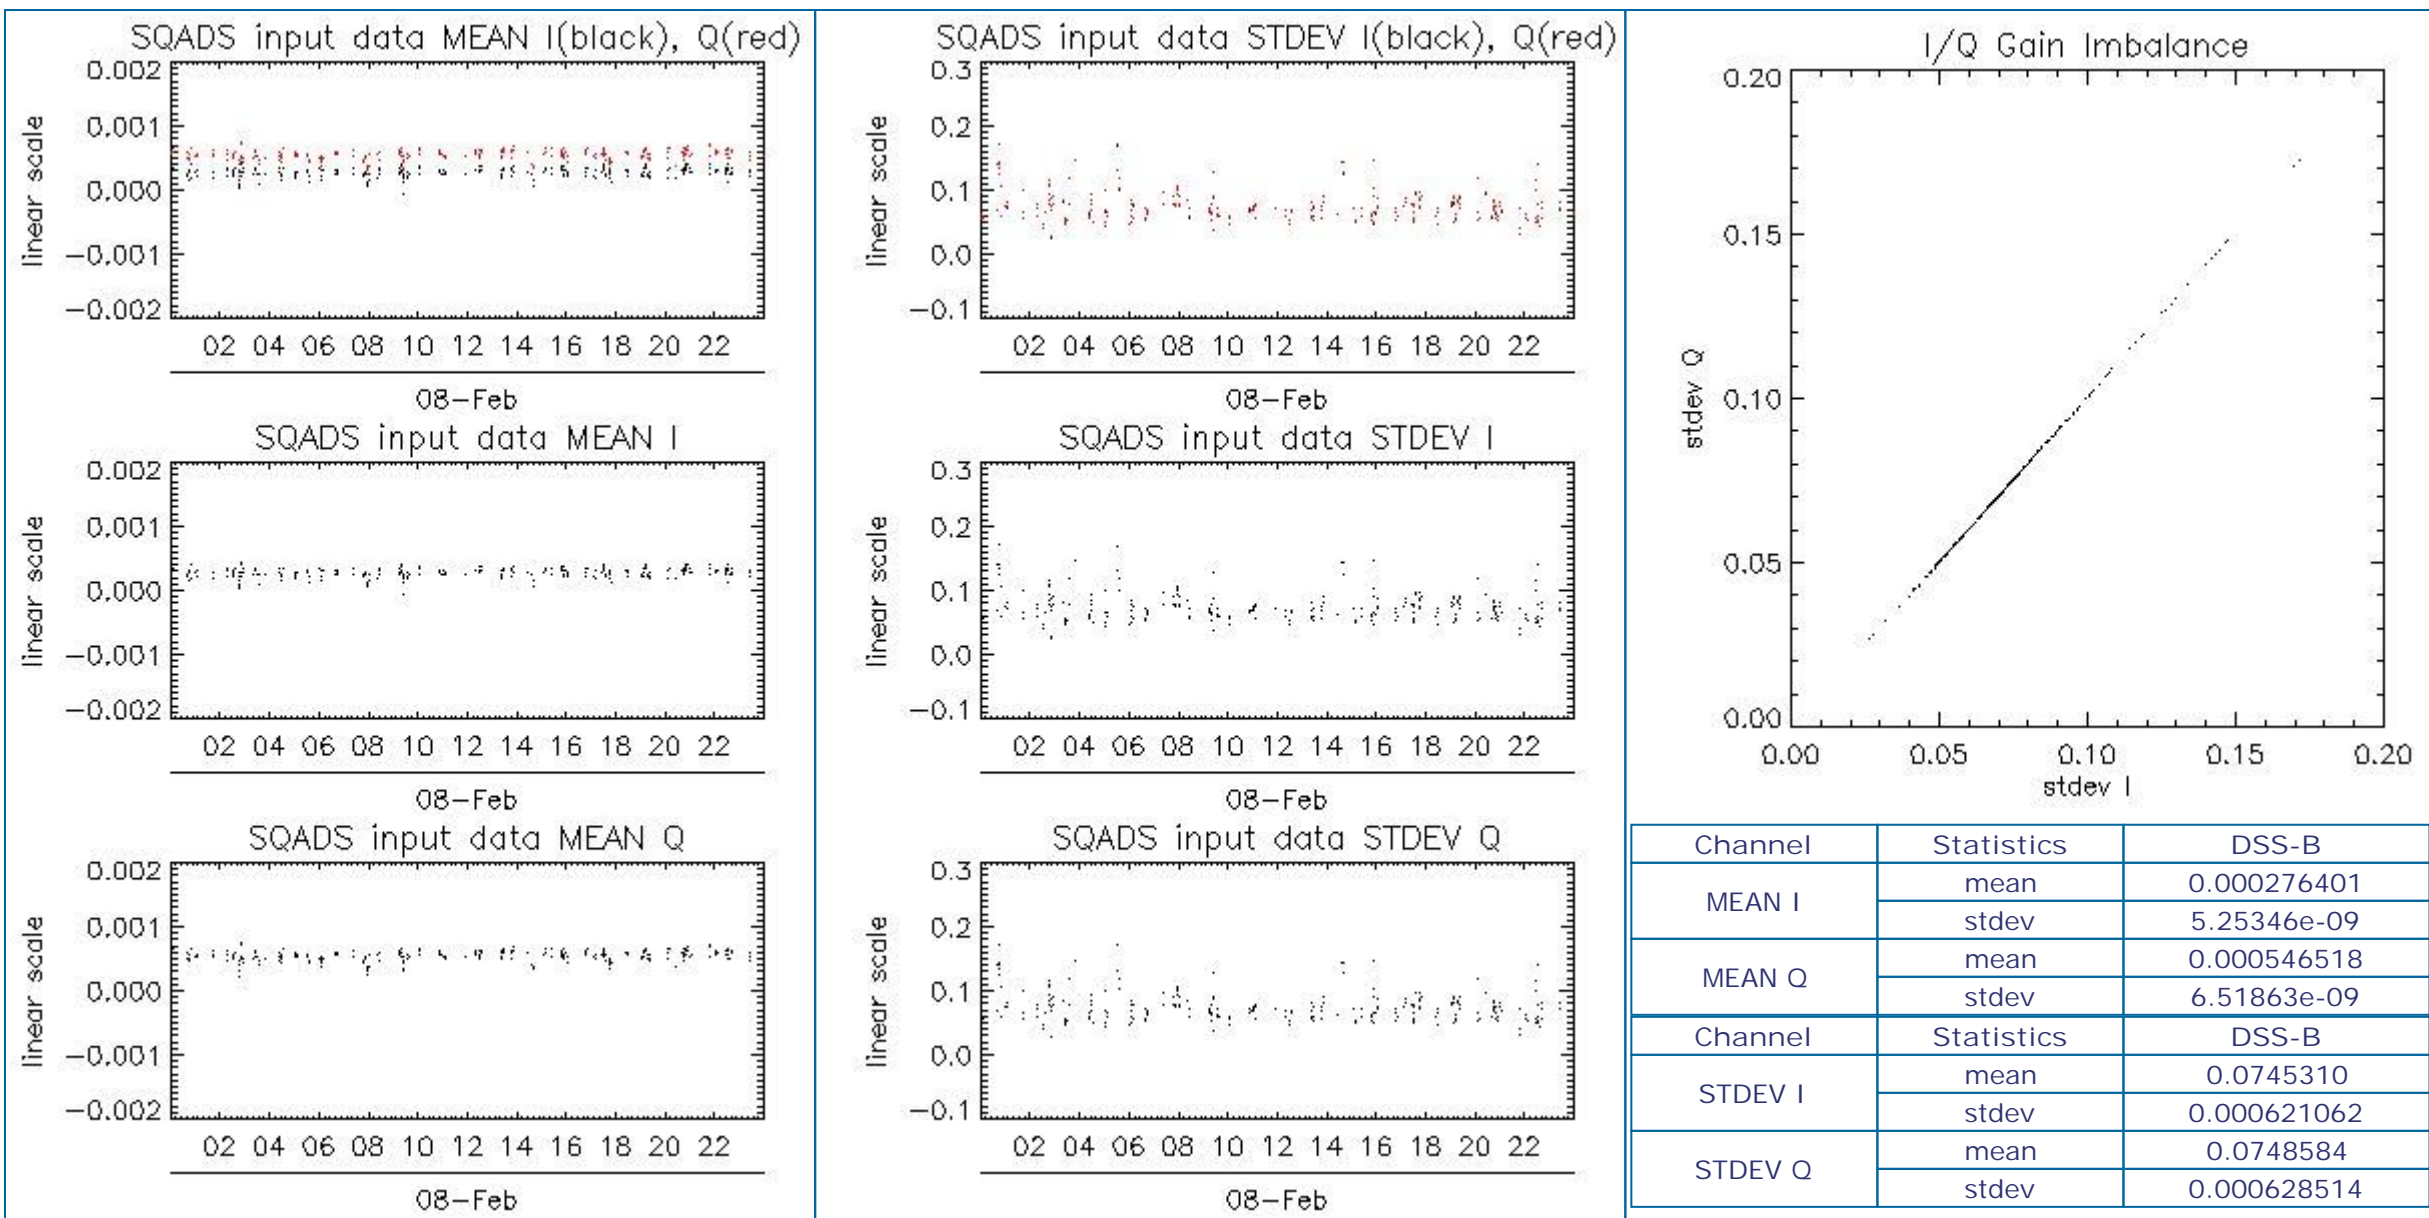 SQADS input data MEAN I(black), Q(red)
0.002
0.001
0.000
−0.001
−0.002
linear scale
02 04 06 08 10 12 14 16 18 20 22
08−Feb
SQADS input data MEAN I
0.002
0.001
0.000
−0.001
−0.002
linear scale
02 04 06 08 10 12 14 16 18 20 22
08−Feb
SQADS input data MEAN Q
0.002
0.001
0.000
−0.001
−0.002
linear scale
02 04 06 08 10 12 14 16 18 20 22
08−Feb
SQADS input data STDEV I(black), Q(red)
0.3
0.2
0.1
0.0
−0.1
linear scale
02 04 06 08 10 12 14 16 18 20 22
08−Feb
SQADS input data STDEV I
0.3
0.2
0.1
0.0
−0.1
linear scale
02 04 06 08 10 12 14 16 18 20 22
08−Feb
SQADS input data STDEV Q
0.3
0.2
0.1
0.0
−0.1
linear scale
02 04 06 08 10 12 14 16 18 20 22
08−Feb
I/Q Gain Imbalance
0.20
0.15
0.10
0.05
0.00
stdev Q
0.00 0.05 0.10 0.15 0.20
stdev I
Channel Statistics DSS-B
MEAN I mean 0.000276401
stdev 5.25346e-09
MEAN Q mean 0.000546518
stdev 6.51863e-09
Channel Statistics DSS-B
STDEV I mean 0.0745310
stdev 0.000621062
STDEV Q mean 0.0748584
stdev 0.000628514